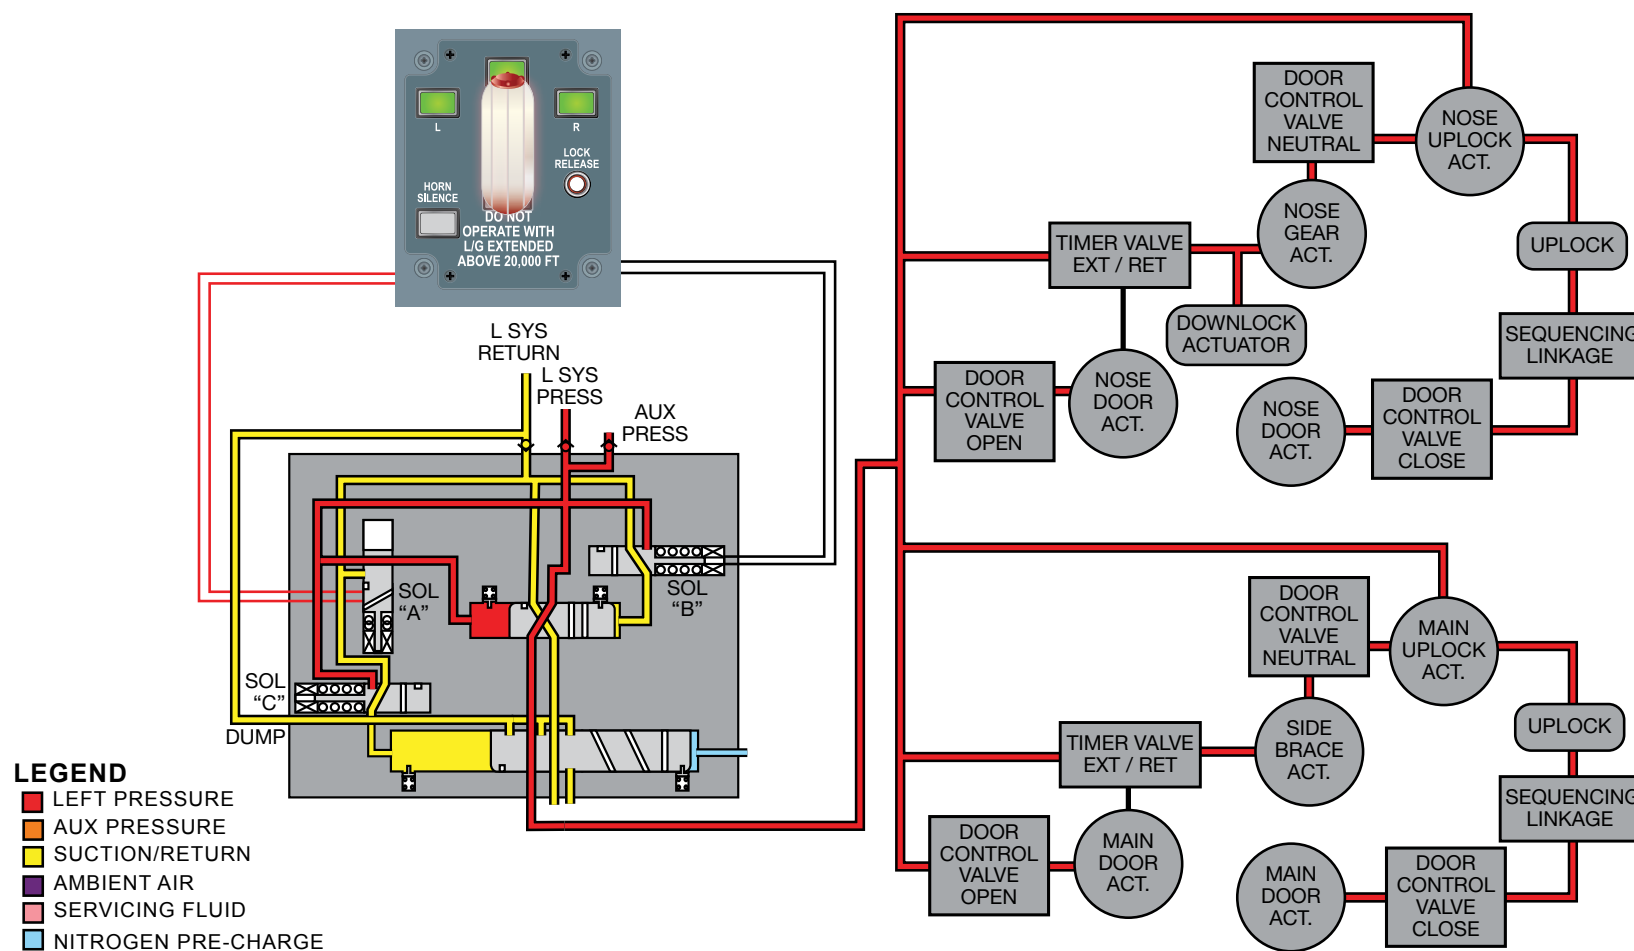 L
R
LOCK
RELEASE
HORN
SILENCE
DO NOT
OPERATE WITH
L/G EXTENDED
ABOVE 20,000 FT
L SYS
RETURN
L SYS
PRESS
AUX
PRESS
SOL
“A”
SOL
“B”
SOL
“C”
DUMP
LEGEND
LEFT PRESSURE
AUX PRESSURE
SUCTION/RETURN
AMBIENT AIR
SERVICING FLUID
NITROGEN PRE-CHARGE
DOOR
CONTROL
VALVE
NEUTRAL
NOSE
UPLOCK
ACT.
NOSE
GEAR
ACT.
TIMER VALVE
EXT / RET
UPLOCK
DOWNLOCK
ACTUATOR
SEQUENCING
LINKAGE
DOOR
CONTROL
VALVE
OPEN
NOSE
DOOR
ACT.
NOSE
DOOR
ACT.
DOOR
CONTROL
VALVE
CLOSE
DOOR
CONTROL
VALVE
NEUTRAL
MAIN
UPLOCK
ACT.
SIDE
BRACE
ACT.
TIMER VALVE
EXT / RET
UPLOCK
SEQUENCING
LINKAGE
DOOR
CONTROL
VALVE
OPEN
MAIN
DOOR
ACT.
MAIN
DOOR
ACT.
DOOR
CONTROL
VALVE
CLOSE